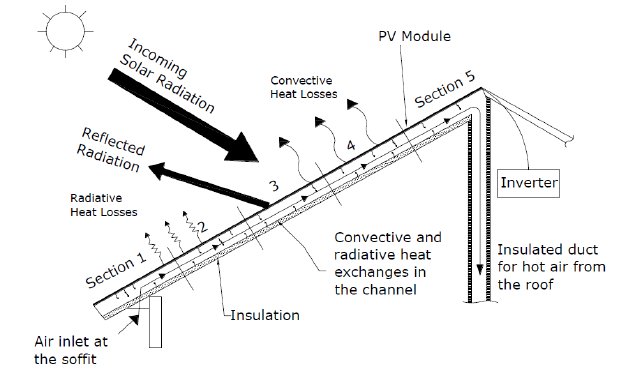 PV Module
Incoming
Solar Radiation
Convective
Heat Losses
Section 5
Reflected
Radiation
4
3
Inverter
Radiative
Heat Losses
2
Section 1
Convective and
radiative heat
exchanges in
the channel
Insulated duct
for hot air from
the roof
Insulation
Air inlet at
the soffit